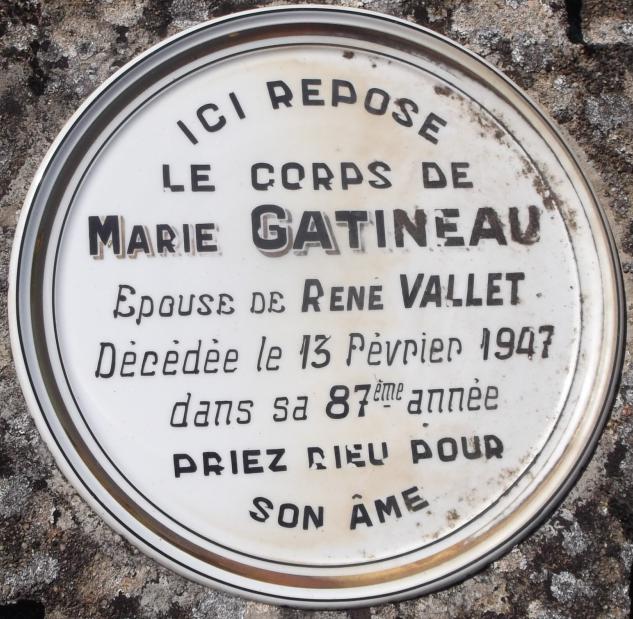 ICI REPOSE
LE CORPS DE
MARIE GATINEAU
EPOUSE DE RENÉ VALLET
Décédée le 13 Février 1947
dans sa 87ème année
PRIEZ DIEU POUR
SON ÂME